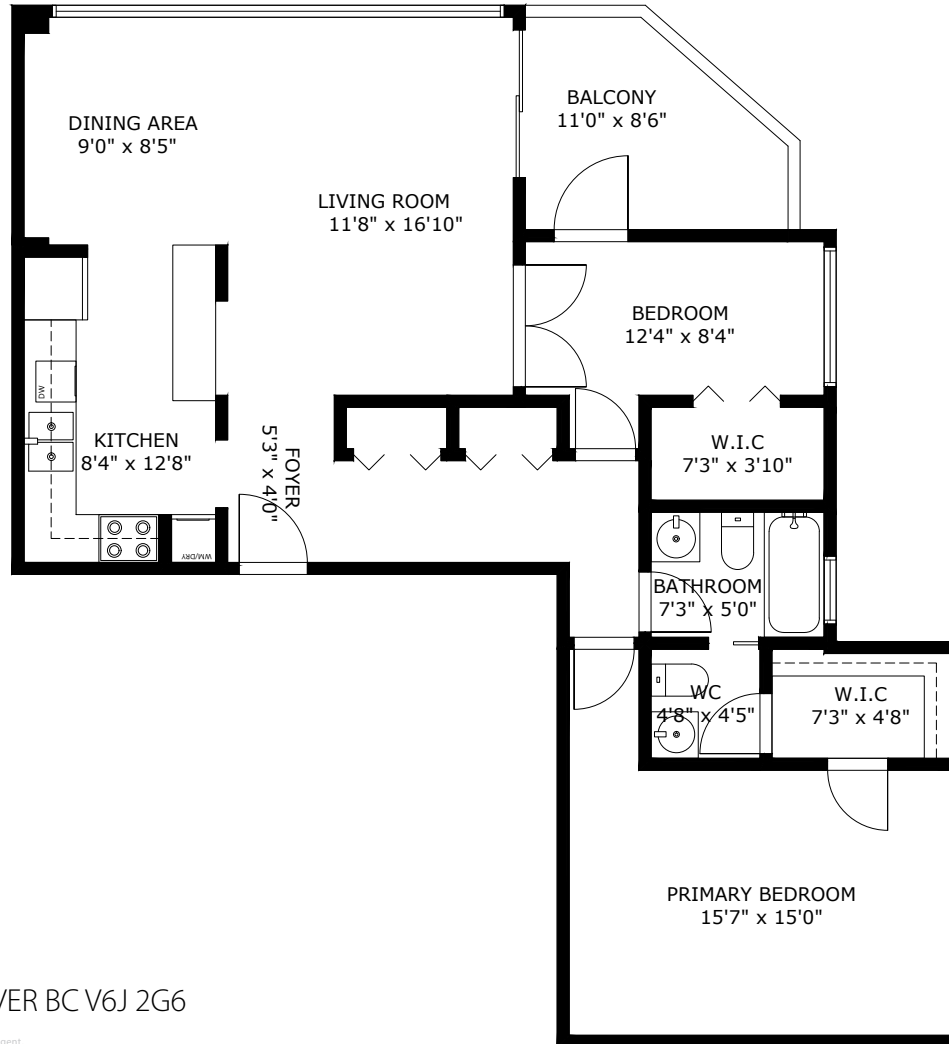 BALCONY
11'0" x 8'6"
DINING AREA
9'0" x 8'5"
LIVING ROOM
11'8" x 16'10"
BEDROOM
12'4" x 8'4"
DW
KITCHEN
8'4" x 12'8"
FOYER
5'3" x 4'0"
W.I.C
7'3" x 3'10"
WM/DRY
BATHROOM
7'3" x 5'0"
WC
4'8" x 4'5"
W.I.C
7'3" x 4'8"
PRIMARY BEDROOM
15'7" x 15'0"
VER BC V6J 2G6
gent